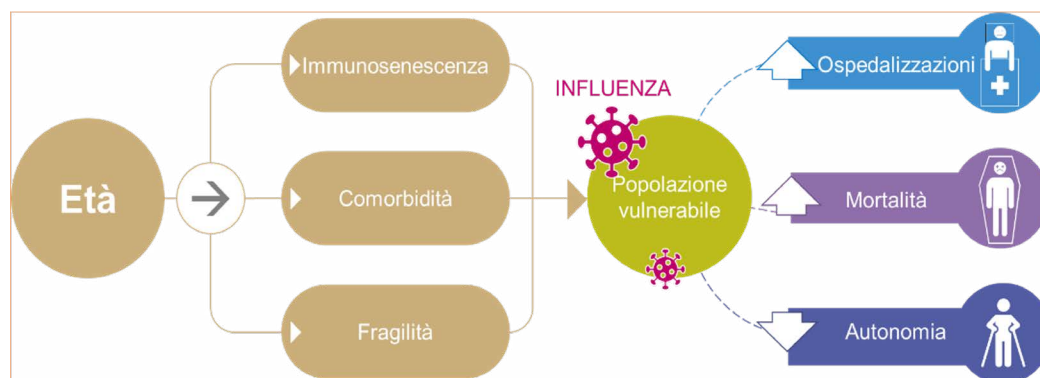 Età
Immunosenescenza
Comorbidità
Fragilità
INFLUENZA
Popolazione
vulnerabile
Ospedalizzazioni
Mortalità
Autonomia